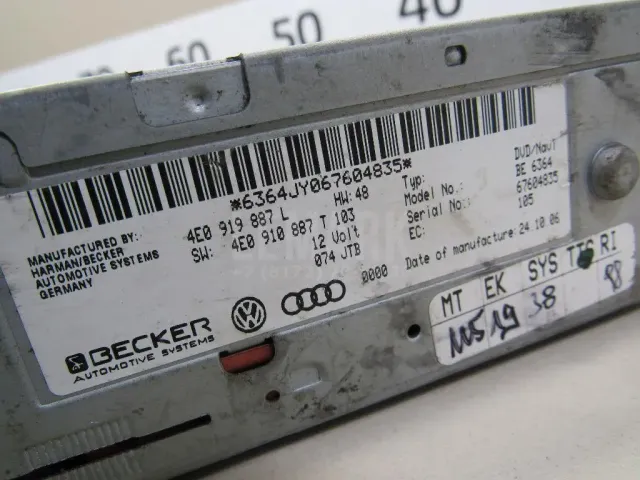 50
40
*6364JY067604835*
MANUFACTURED BY:
HARMAN/BECKER
AUTOMOTIVE SYSTEMS
GERMANY
4E0 919 887 L HW: 48
SW: 4E0 910 887 T 103
12 Volt
074 JTB
0000
Typ: DVD/Navi
Model No.: BE 6364
Serial No.: 67604835
EC: 105
Date of manufacture: 24.10.06
BECKER
AUTOMOTIVE SYSTEMS
MT EK SYS TTG RI
38